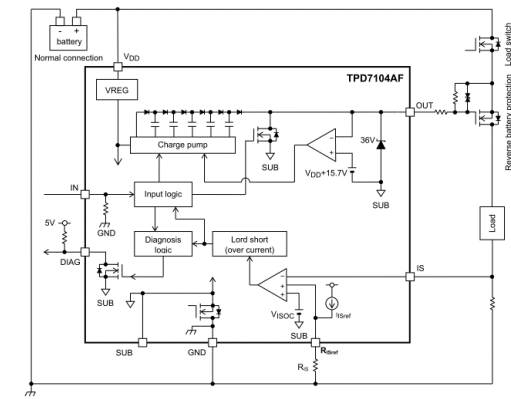 - +
battery
Normal connection
VDD
TPD7104AF
VREG
OUT
Charge pump
SUB
36V
VDD+15.7V
SUB
IN
Input logic
5V
GND
Diagnosis
logic
Lord short
(over current)
DIAG
IS
SUB
VISOC
IISref
SUB
SUB
GND
RISref
RIS
Load
Reverse battery protection
Load switch